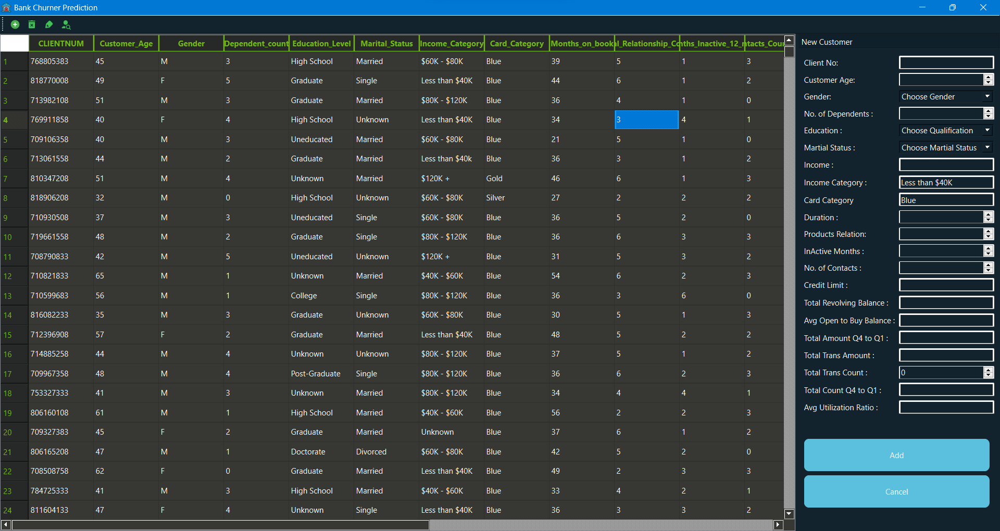 Bank Churner Prediction
CLIENTNUM Customer_Age Gender Dependent_count Education_Level Marital_Status Income_Category Card_Category Months_on_book l_Relationship_Co nths_Inactive_12_r ntacts_Cour
1 768805383 45 M 3 High School Married $60K - $80K Blue 39 5 1 3
2 818770008 49 F 5 Graduate Single Less than $40K Blue 44 6 1 2
3 713982108 51 M 3 Graduate Married $80K - $120K Blue 36 4 1 0
4 769911858 40 F 4 High School Unknown Less than $40K Blue 34 3 4 1
5 709106358 40 M 3 Uneducated Married $60K - $80K Blue 21 5 1 0
6 713061558 44 M 2 Graduate Married Less than $40k Blue 36 3 1 2
7 810347208 51 M 4 Unknown Married $120K + Gold 46 6 1 3
8 818906208 32 M 0 High School Unknown $60K - $80K Silver 27 2 2 2
9 710930508 37 M 3 Uneducated Single $60K - $80K Blue 36 5 2 0
10 719661558 48 M 2 Graduate Single $80K - $120K Blue 36 6 3 3
11 708790833 42 M 5 Uneducated Unknown $120K + Blue 31 5 3 2
12 710821833 65 M 1 Unknown Married $40K - $60K Blue 54 6 2 3
13 710599683 56 M 1 College Single $80K - $120K Blue 36 3 6 0
14 816082233 35 M 3 Graduate Unknown $60K - $80K Blue 30 5 1 3
15 712396908 57 F 2 Graduate Married Less than $40K Blue 48 5 2 2
16 714885258 44 M 4 Unknown Unknown $80K - $120K Blue 37 5 1 2
17 709967358 48 M 4 Post-Graduate Single $80K - $120K Blue 36 6 2 3
18 753327333 41 M 3 Unknown Married $80K - $120K Blue 34 4 4 1
19 806160108 61 M 1 High School Married $40K - $60K Blue 56 2 2 3
20 709327383 45 F 2 Graduate Married Unknown Blue 37 6 1 2
21 806165208 47 M 1 Doctorate Divorced $60K - $80K Blue 42 5 2 0
22 708508758 62 F 0 Graduate Married Less than $40K Blue 49 2 3 3
23 784725333 41 M 3 High School Married $40K - $60K Blue 33 4 2 1
24 811604133 47 F 4 Unknown Single Less than $40K Blue 36 3 3 2
New Customer
Client No:
Customer Age:
Gender: Choose Gender
No. of Dependents :
Education : Choose Qualification
Martial Status : Choose Martial Status
Income :
Income Category : Less than $40K
Card Category Blue
Duration :
Products Relation:
InActive Months :
No. of Contacts :
Credit Limit :
Total Revolving Balance :
Avg Open to Buy Balance :
Total Amount Q4 to Q1 :
Total Trans Amount :
Total Trans Count : 0
Total Count Q4 to Q1 :
Avg Utilization Ratio :
Add
Cancel